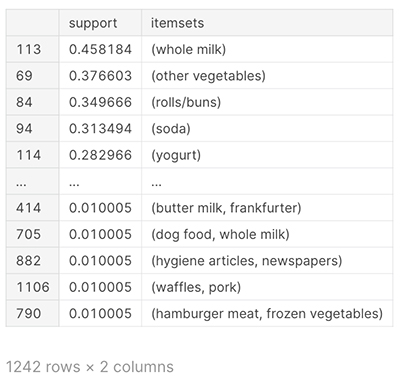 support itemsets
113 0.458184 (whole milk)
69 0.376603 (other vegetables)
84 0.349666 (rolls/buns)
94 0.313494 (soda)
114 0.282966 (yogurt)
... ... ...
414 0.010005 (butter milk, frankfurter)
705 0.010005 (dog food, whole milk)
882 0.010005 (hygiene articles, newspapers)
1106 0.010005 (waffles, pork)
790 0.010005 (hamburger meat, frozen vegetables)
1242 rows × 2 columns